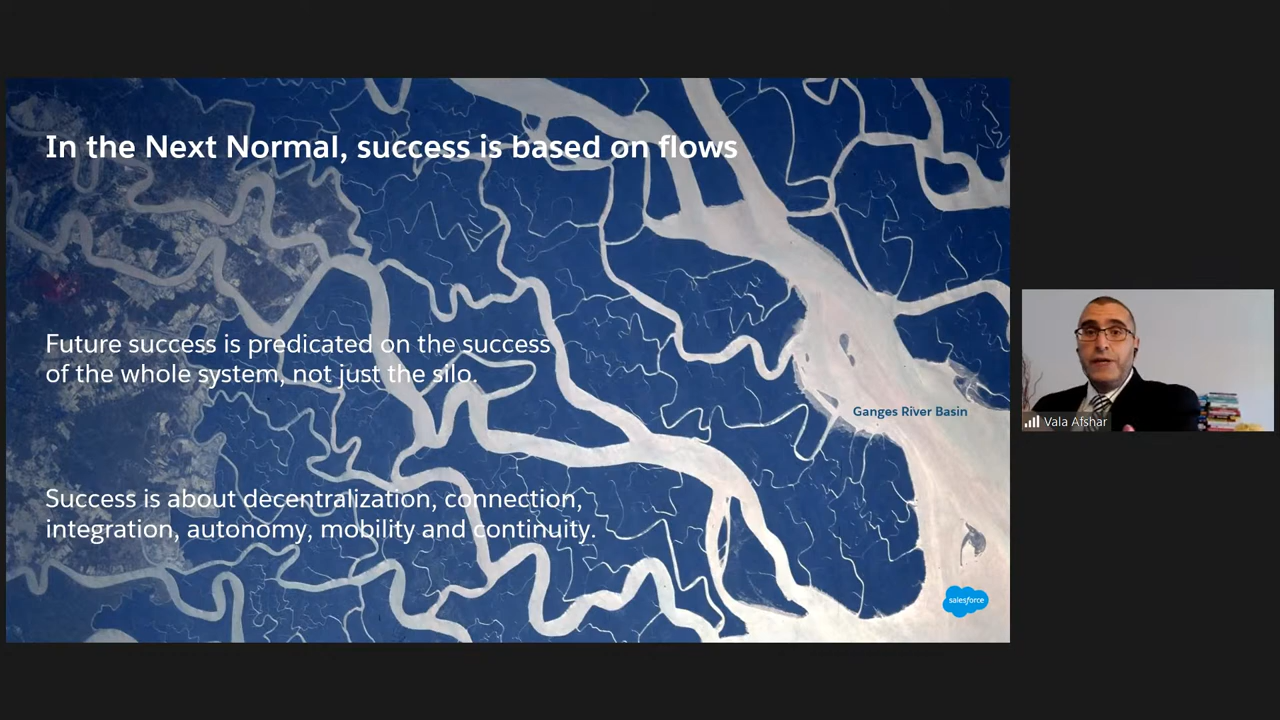 In the Next Normal, success is based on flows
Future success is predicated on the success
of the whole system, not just the silo.
Ganges River Basin
Success is about decentralization, connection,
integration, autonomy, mobility and continuity.
salesforce
Vala Afshar